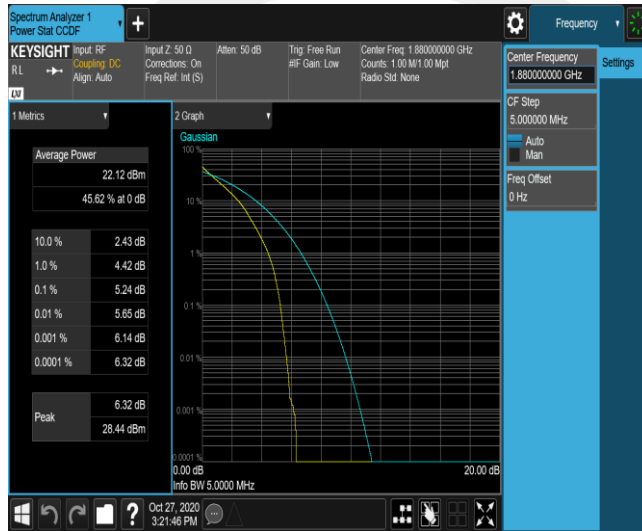 Spectrum Analyzer 1
Power Stat CCDF
Frequency
KEYSIGHT
RL
Input: RF
Coupling: DC
Align: Auto
Input Z: 50 Ω
Corrections: On
Freq Ref: Int (S)
Atten: 50 dB
Trig: Free Run
#IF Gain: Low
Center Freq: 1.880000000 GHz
Counts: 1.00 M/1.00 Mpt
Radio Std: None
LXI
Center Frequency
1.880000000 GHz
Settings
CF Step
5.000000 MHz
Auto
Man
Freq Offset
0 Hz
1 Metrics
Average Power
22.12 dBm
45.62 % at 0 dB
10.0 % 2.43 dB
1.0 % 4.42 dB
0.1 % 5.24 dB
0.01 % 5.65 dB
0.001 % 6.14 dB
0.0001 % 6.32 dB
Peak
6.32 dB
28.44 dBm
2 Graph
Gaussian
100 %
10 %
1 %
0.1 %
0.01 %
0.001 %
0.0001 %
0.00 dB 20.00 dB
Info BW 5.0000 MHz
?
Oct 27, 2020
3:21:46 PM